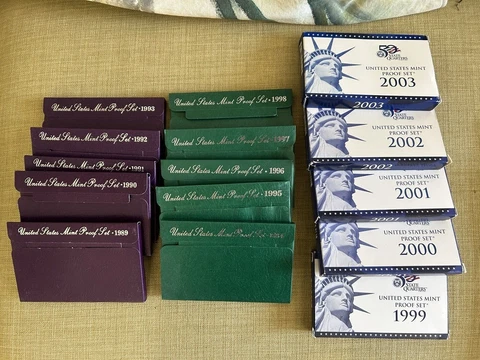 United States Mint Proof Set - 1993
United States Mint Proof Set - 1992
United States Mint Proof Set - 1991
United States Mint Proof Set - 1990
United States Mint Proof Set - 1989
United States Mint Proof Set - 1998
United States Mint Proof Set - 1997
United States Mint Proof Set - 1996
United States Mint Proof Set - 1995
United States Mint Proof Set
50
STATE
QUARTERS
UNITED STATES MINT
PROOF SET
2003
2003
UNITED STATES MINT
PROOF SET
2002
2002
UNITED STATES MINT
PROOF SET
2001
2001
UNITED STATES MINT
PROOF SET
2000
STATE
QUARTERS
UNITED STATES MINT
PROOF SET
1999